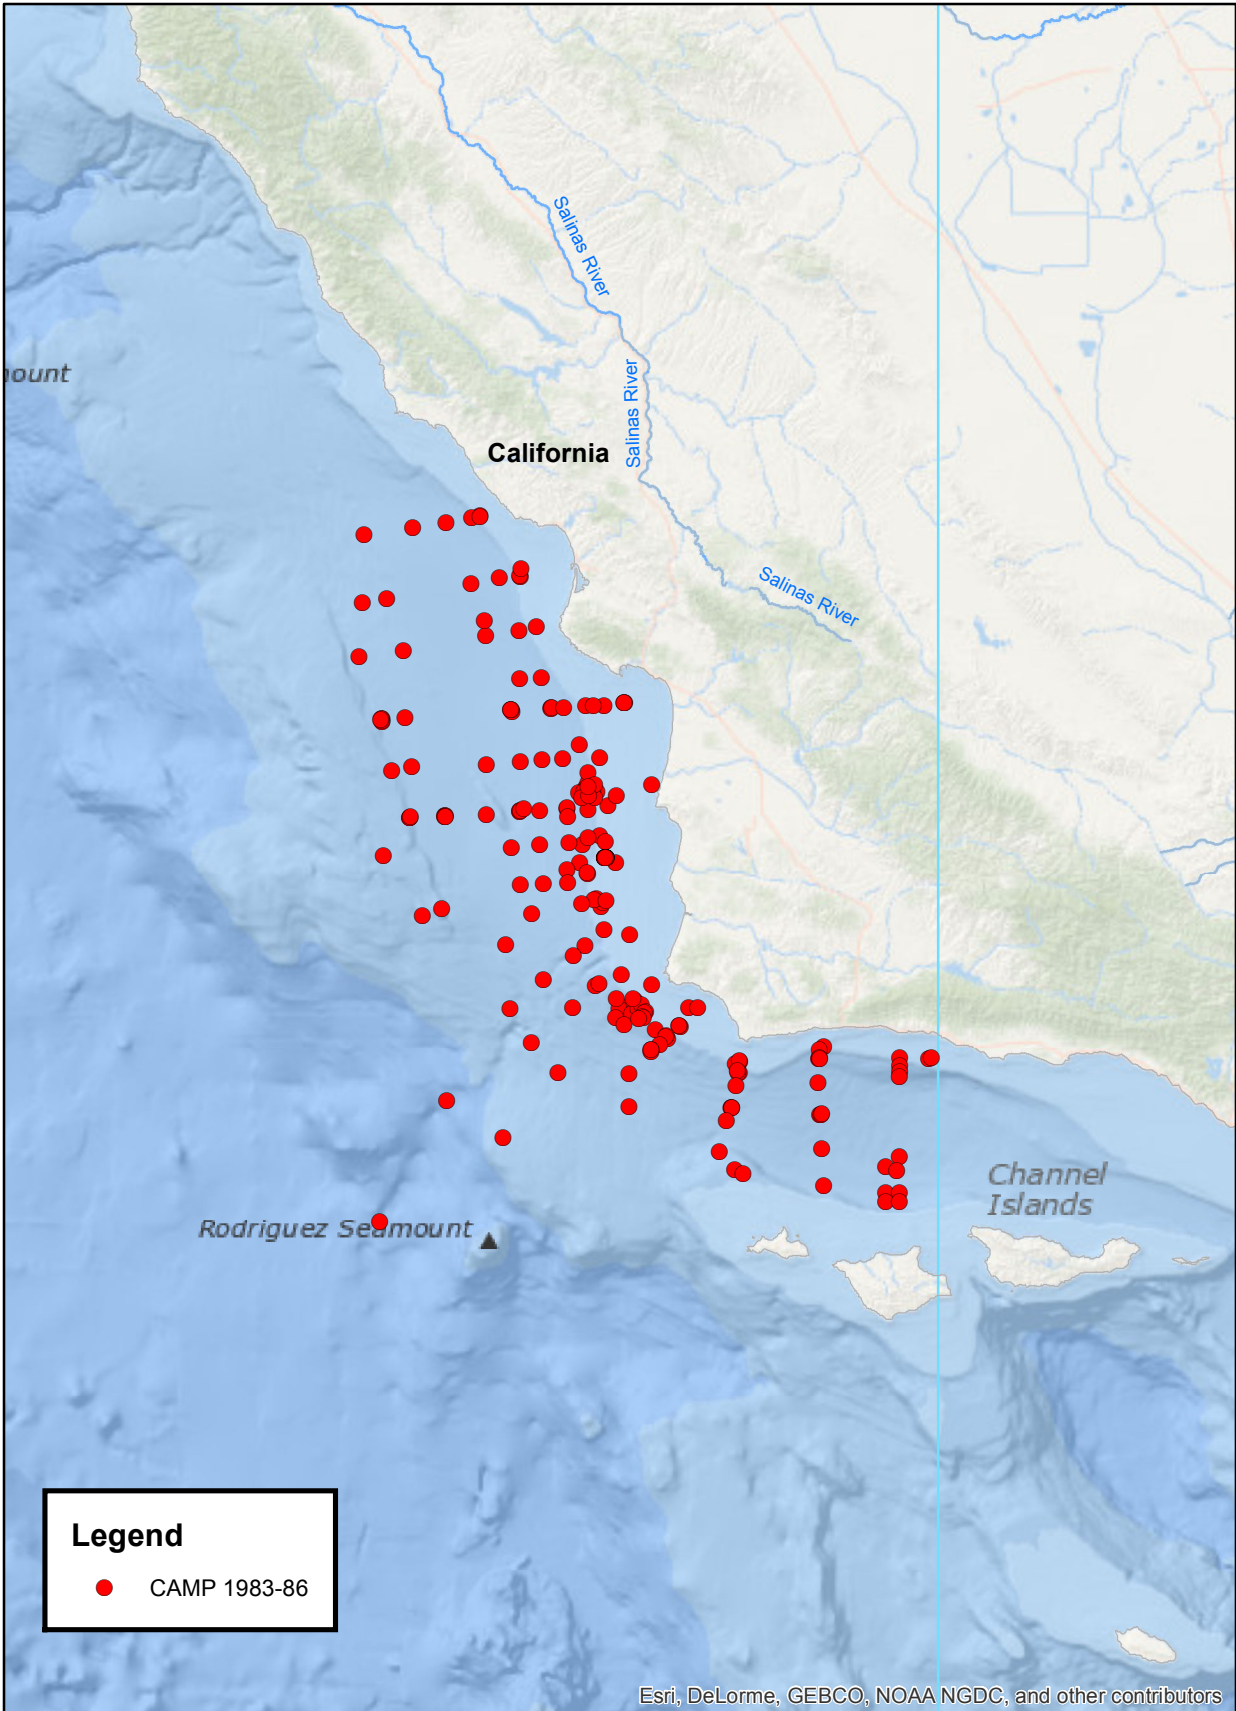 Salinas River
ount
Salinas River
California
Salinas River
Channel
Islands
Rodriguez Seamount
Legend
CAMP 1983-86
Esri, DeLorme, GEBCO, NOAA NGDC, and other contributors